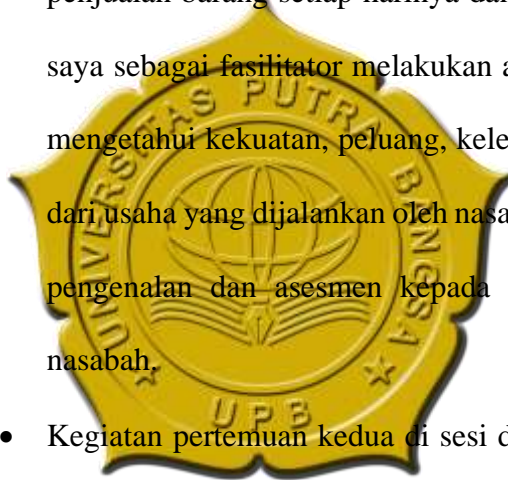 penjualan barang setiap harinya
saya sebagai fasilitator melakukan a
mengetahui kekuatan, peluang, kele
dari usaha yang dijalankan oleh nasa
pengenalan dan asesmen kepada
nasabah.
• Kegiatan pertemuan kedua di sesi d
UNIVERSITAS PUTRA BANGSA
UPB